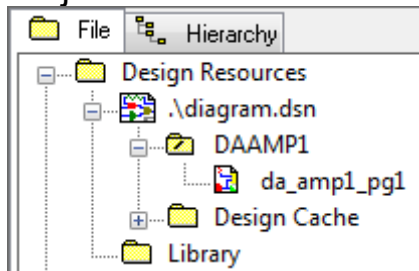 File Hierarchy
Design Resources
.\diagram.dsn
DAAMP1
da_amp1_pg1
Design Cache
Library